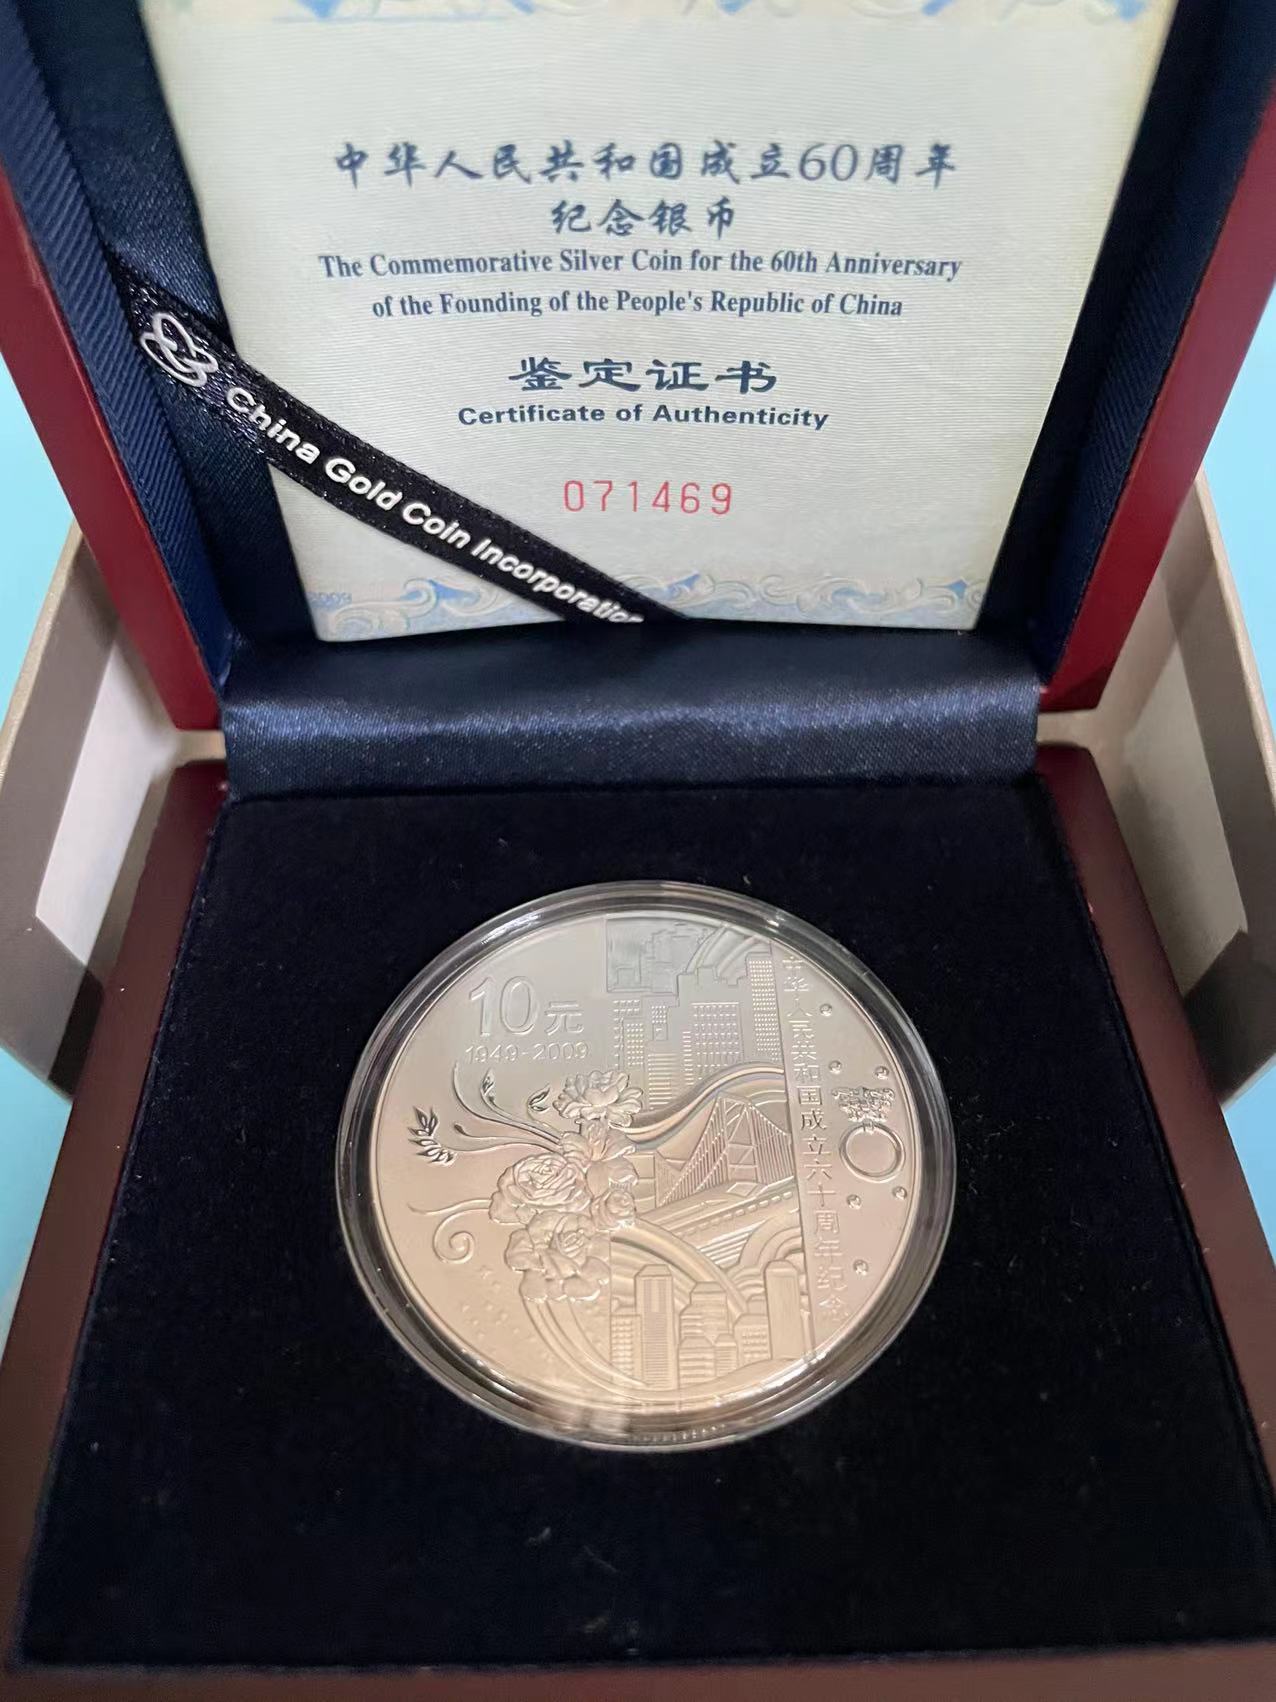 中华人民共和国成立60周年
纪念银币
The Commemorative Silver Coin for the 60th Anniversary
of the Founding of the People's Republic of China
鉴定证书
Certificate of Authenticity
071469
China Gold Coin Incorporation
2009
10元
1949-2009
中华人民共和国成立六十周年纪念